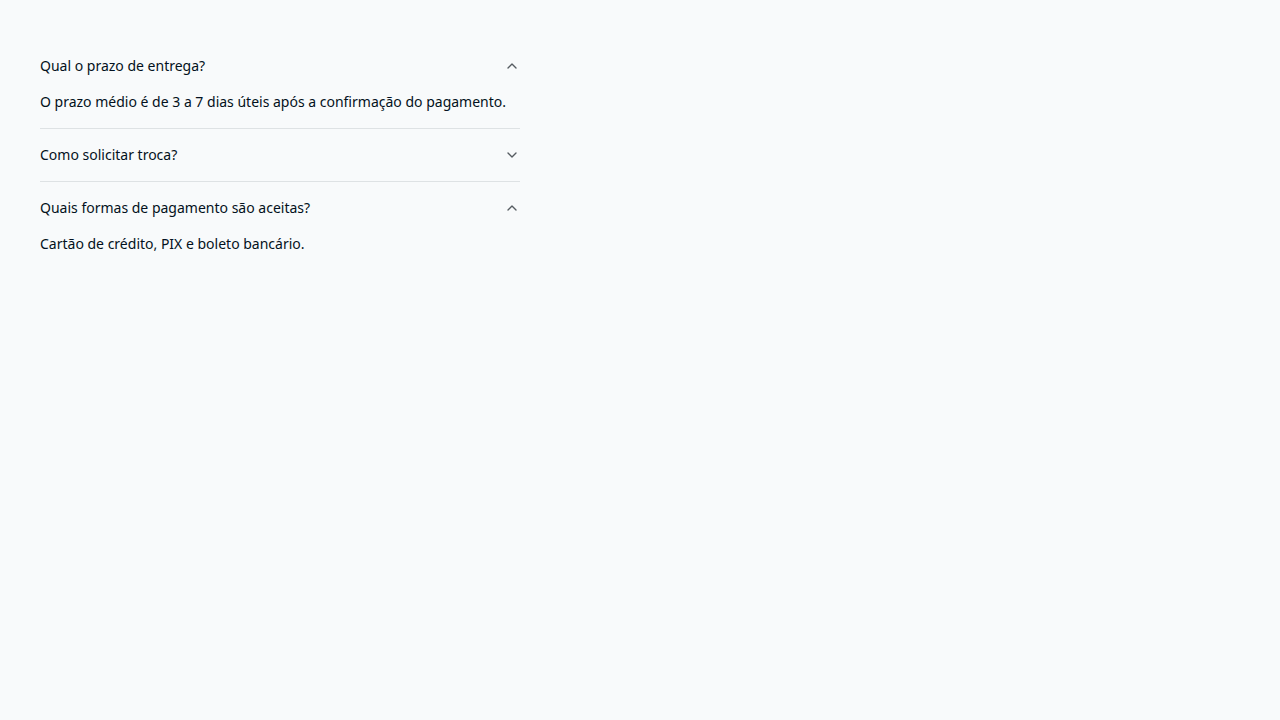 Qual o prazo de entrega?
O prazo médio é de 3 a 7 dias úteis após a confirmação do pagamento.
Como solicitar troca?
Quais formas de pagamento são aceitas?
Cartão de crédito, PIX e boleto bancário.